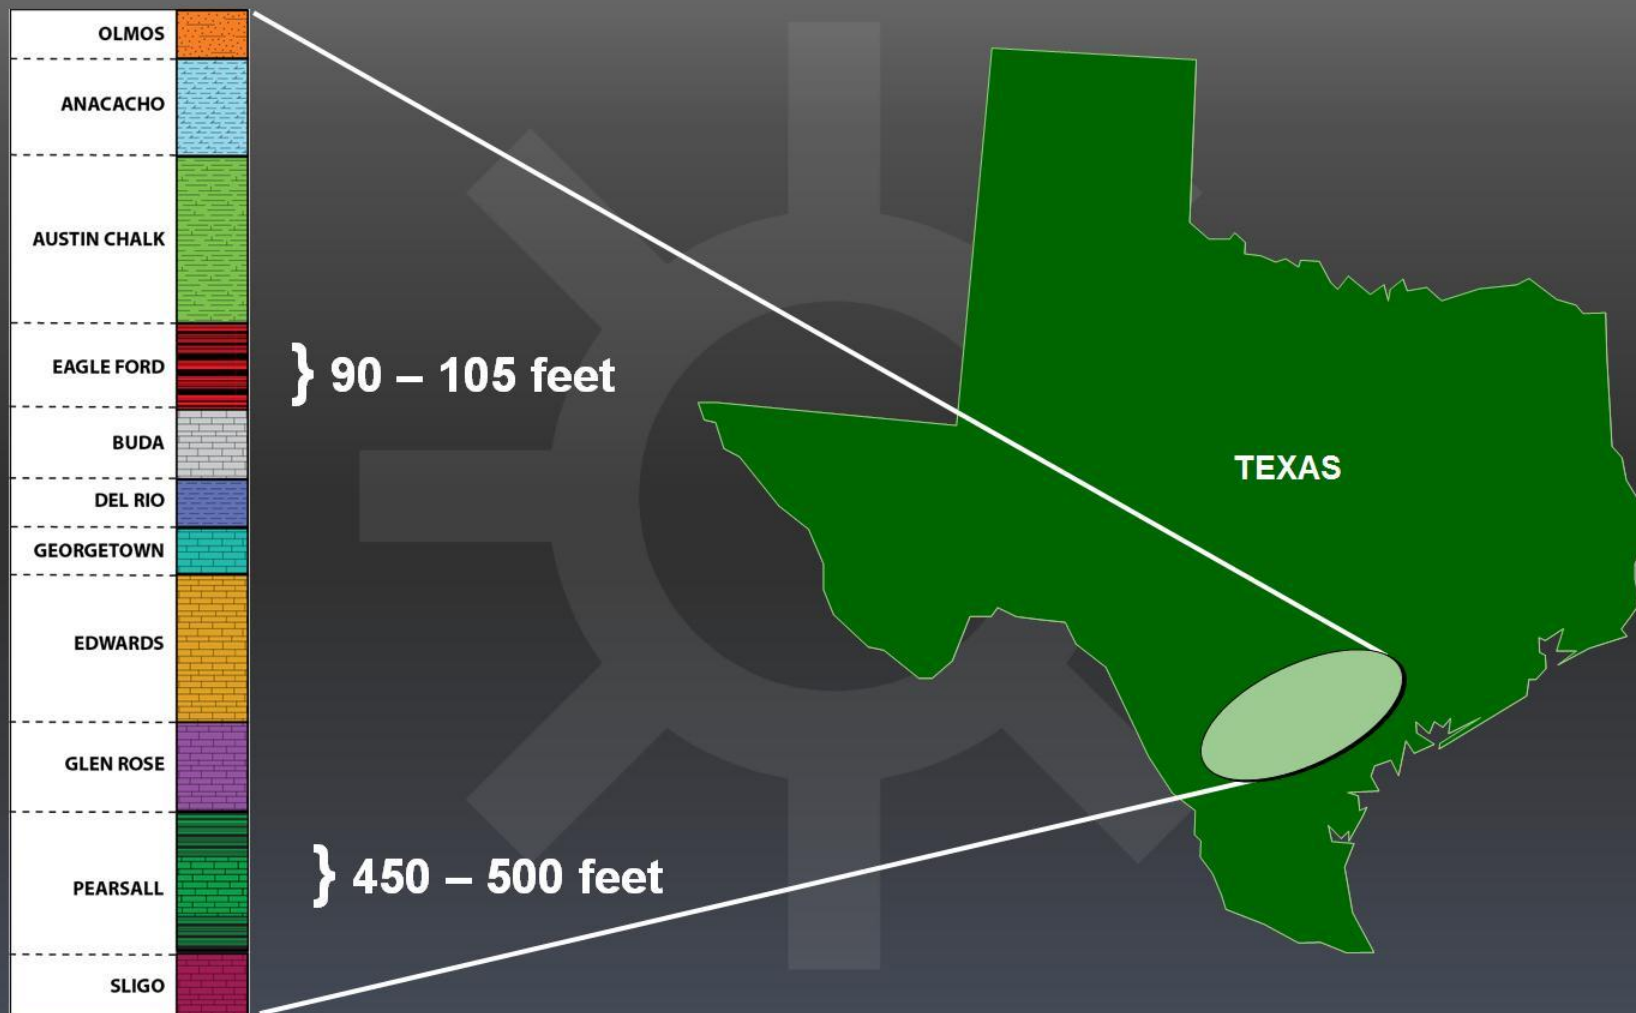 OLMOS
ANACACHO
AUSTIN CHALK
EAGLE FORD
} 90 – 105 feet
BUDA
DEL RIO
GEORGETOWN
EDWARDS
GLEN ROSE
PEARSALL
} 450 – 500 feet
SLIGO
TEXAS